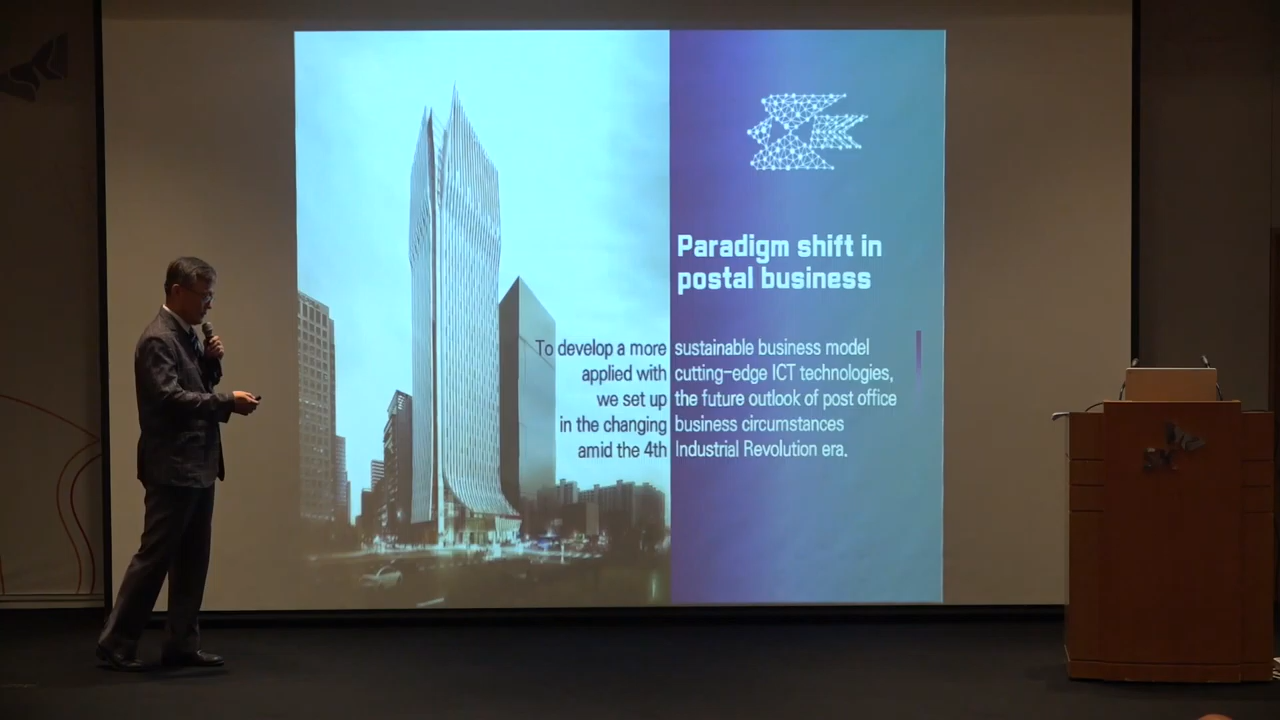 Paradigm shift in
postal business
To develop a more sustainable business model
applied with cutting-edge ICT technologies,
we set up the future outlook of post office
in the changing business circumstances
amid the 4th Industrial Revolution era.